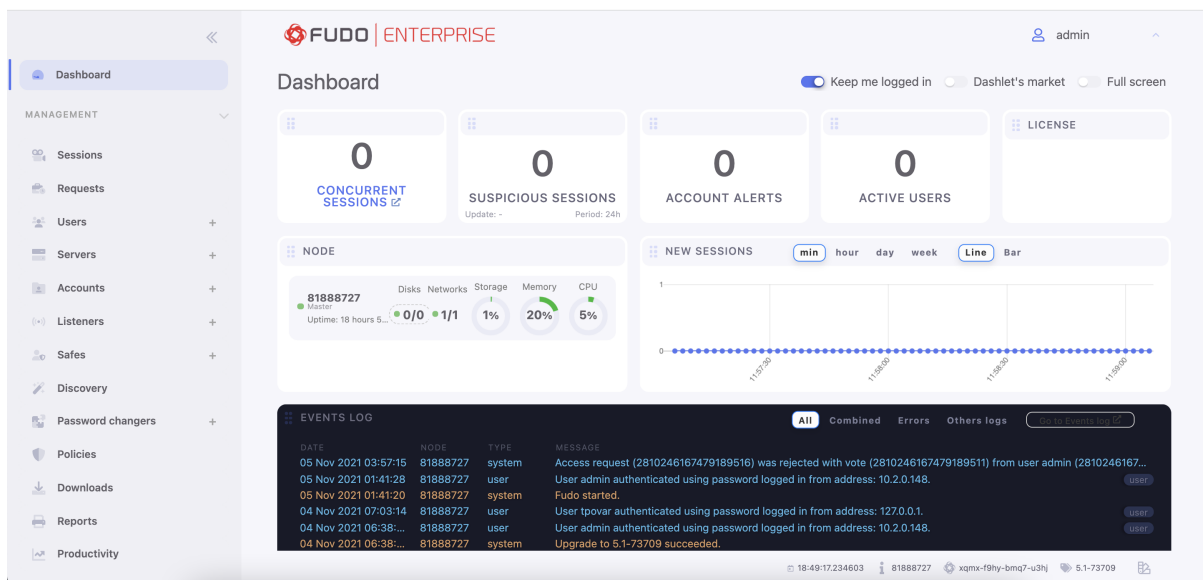 FUDO ENTERPRISE
admin
Dashboard
MANAGEMENT
Sessions
Requests
Users +
Servers +
Accounts +
Listeners +
Safes +
Discovery
Password changers +
Policies
Downloads
Reports
Productivity
Dashboard
Keep me logged in Dashlet's market Full screen
0
CONCURRENT
SESSIONS
0
SUSPICIOUS SESSIONS
Update: - Period: 24h
0
ACCOUNT ALERTS
0
ACTIVE USERS
LICENSE
NODE
Disks Networks Storage Memory CPU
81888727
Master
Uptime: 18 hours 5...
0/0 1/1 1% 20% 5%
NEW SESSIONS min hour day week Line Bar
1
0
11:57:30 11:58:00 11:58:30 11:59:00
EVENTS LOG All Combined Errors Others logs Go to Events log
DATE NODE TYPE MESSAGE
05 Nov 2021 03:57:15 81888727 system Access request (2810246167479189516) was rejected with vote (2810246167479189511) from user admin (28102461​67...
05 Nov 2021 01:41:28 81888727 user User admin authenticated using password logged in from address: 10.2.0.148. user
05 Nov 2021 01:41:20 81888727 system Fudo started.
04 Nov 2021 07:03:14 81888727 user User tpovar authenticated using password logged in from address: 127.0.0.1. user
04 Nov 2021 06:38:... 81888727 user User admin authenticated using password logged in from address: 10.2.0.148. user
04 Nov 2021 06:38:... 81888727 system Upgrade to 5.1-73709 succeeded.
18:49:17.234603 81888727 xqmx-f9hy-bmq7-u3hj 5.1-73709